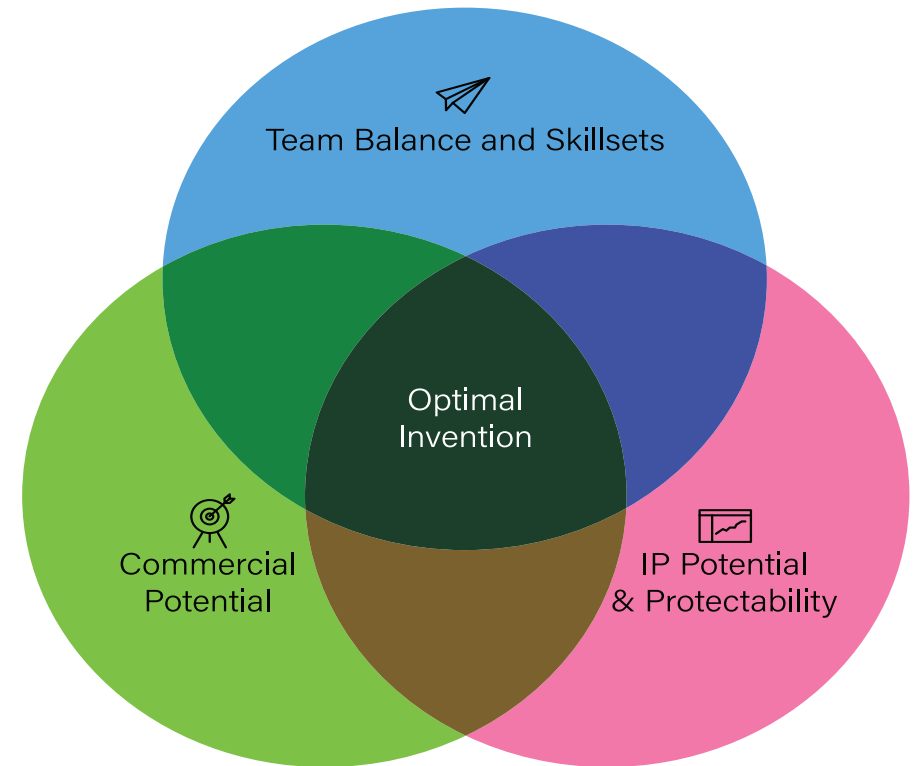 Team Balance and Skillsets
Optimal
Invention
Commercial
Potential
IP Potential
& Protectability